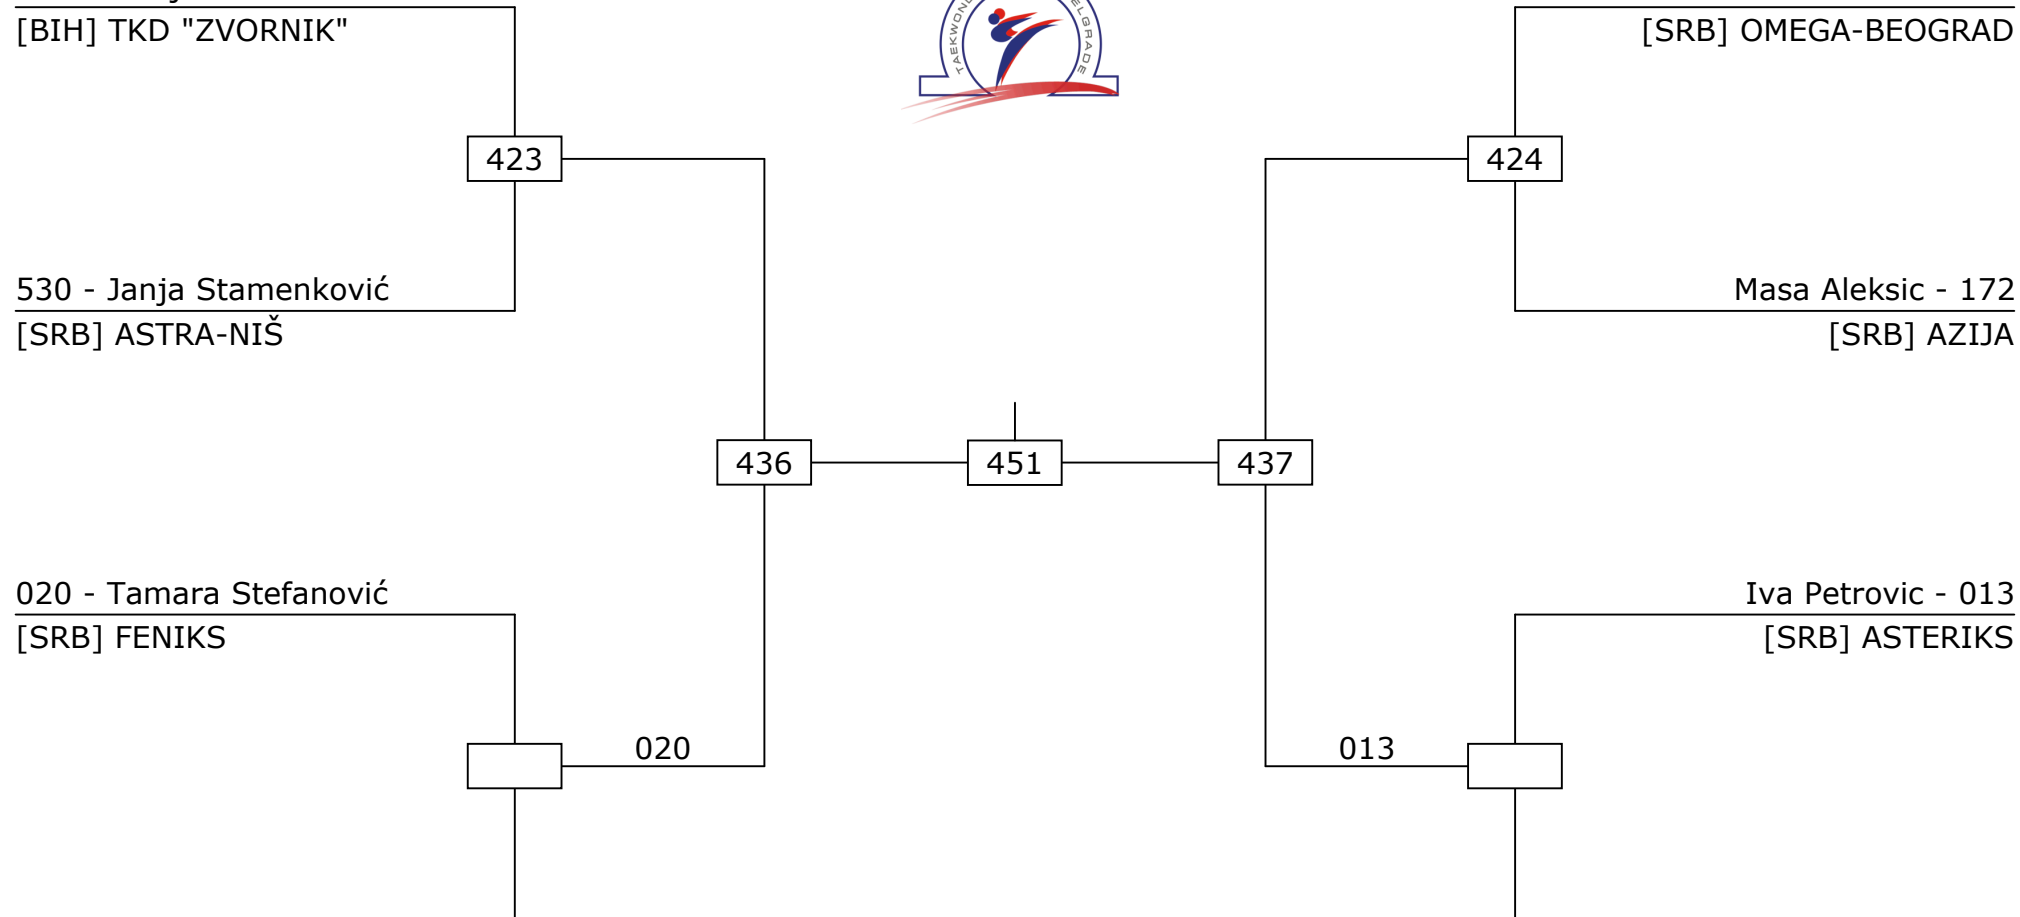 [BIH] TKD "ZVORNIK"
[SRB] OMEGA-BEOGRAD
423
424
530 - Janja Stamenković
Masa Aleksic - 172
[SRB] ASTRA-NIŠ
[SRB] AZIJA
436
451
437
020 - Tamara Stefanović
Iva Petrovic - 013
[SRB] FENIKS
[SRB] ASTERIKS
020
013